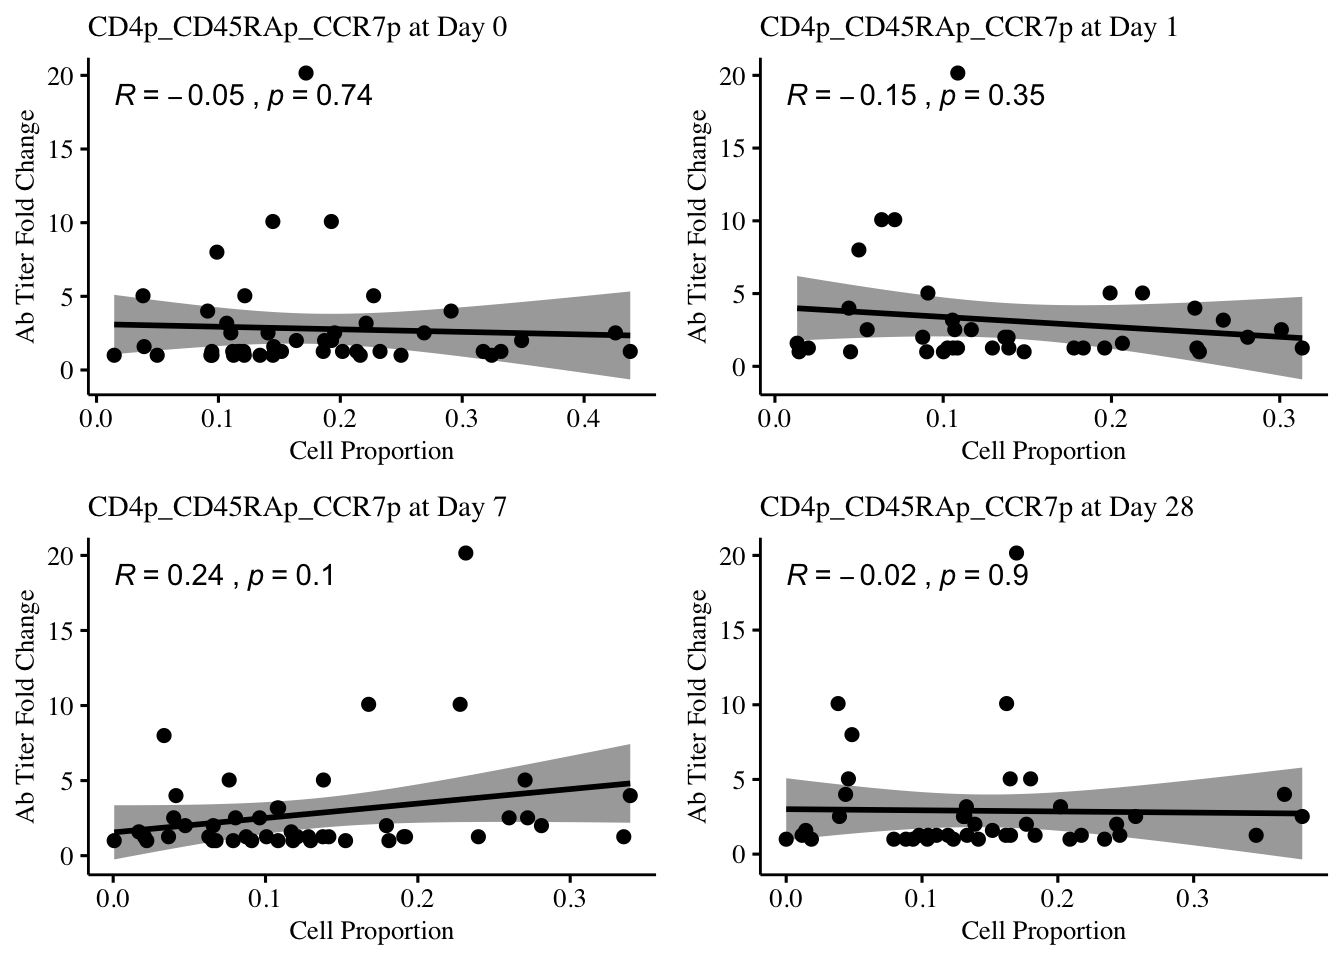 CD4p_CD45RAp_CCR7p at Day 0
R = −0.05 , p = 0.74
Ab Titer Fold Change
20
15
10
5
0
0.0 0.1 0.2 0.3 0.4
Cell Proportion
CD4p_CD45RAp_CCR7p at Day 1
R = −0.15 , p = 0.35
Ab Titer Fold Change
20
15
10
5
0
0.0 0.1 0.2 0.3
Cell Proportion
CD4p_CD45RAp_CCR7p at Day 7
R = 0.24 , p = 0.1
Ab Titer Fold Change
20
15
10
5
0
0.0 0.1 0.2 0.3
Cell Proportion
CD4p_CD45RAp_CCR7p at Day 28
R = −0.02 , p = 0.9
Ab Titer Fold Change
20
15
10
5
0
0.0 0.1 0.2 0.3
Cell Proportion